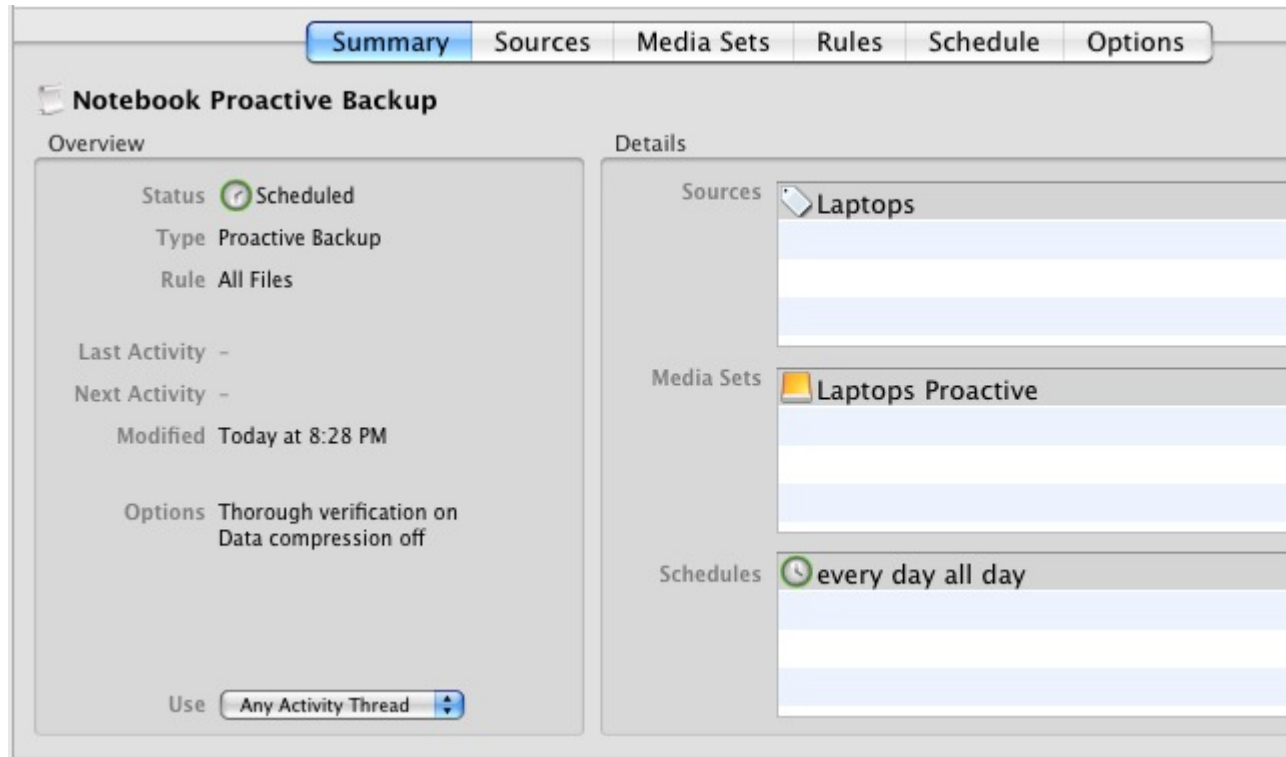 Summary Sources Media Sets Rules Schedule Options
Notebook Proactive Backup
Overview
Status Scheduled
Type Proactive Backup
Rule All Files
Last Activity -
Next Activity -
Modified Today at 8:28 PM
Options Thorough verification on
Data compression off
Use Any Activity Thread
Details
Sources Laptops
Media Sets Laptops Proactive
Schedules every day all day